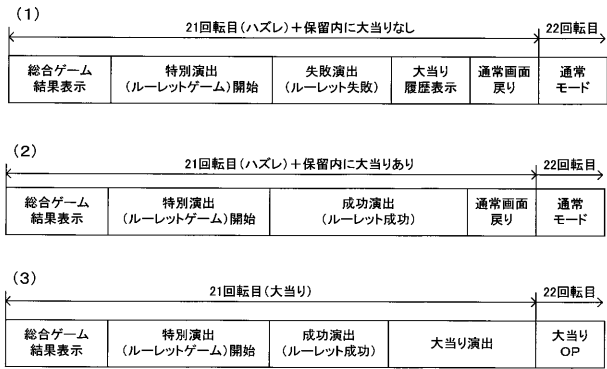 (1)
21回転目(ハズレ)+保留内に大当りなし 22回転目
総合ゲーム 特別演出 失敗演出 大当り 通常画面 通常
結果表示 (ルーレットゲーム)開始 (ルーレット失敗) 履歴表示 戻り モード
(2)
21回転目(ハズレ)+保留内に大当りあり 22回転目
総合ゲーム 特別演出 成功演出 通常画面 通常
結果表示 (ルーレットゲーム)開始 (ルーレット成功) 戻り モード
(3)
21回転目(大当り) 22回転目
総合ゲーム 特別演出 成功演出 大当り演出 大当り
結果表示 (ルーレットゲーム)開始 (ルーレット成功) OP